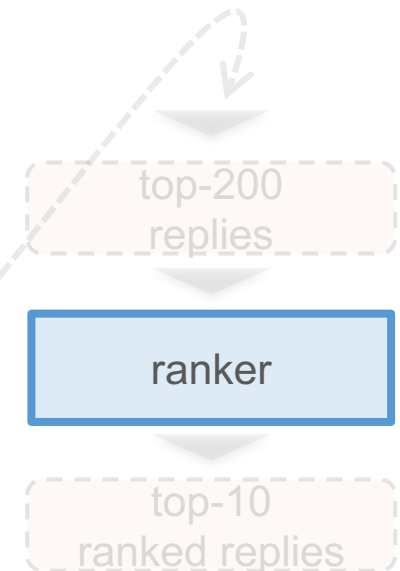 top-200
replies
ranker
top-10
ranked replies